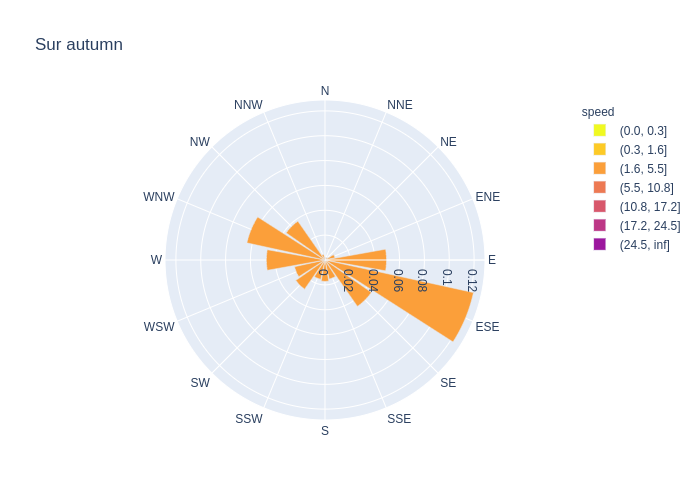 Sur autumn
N
NNE
NE
ENE
E
ESE
SE
SSE
S
SSW
SW
WSW
W
WNW
NW
NNW
0
0.02
0.04
0.06
0.08
0.1
0.12
speed
(0.0, 0.3]
(0.3, 1.6]
(1.6, 5.5]
(5.5, 10.8]
(10.8, 17.2]
(17.2, 24.5]
(24.5, inf]